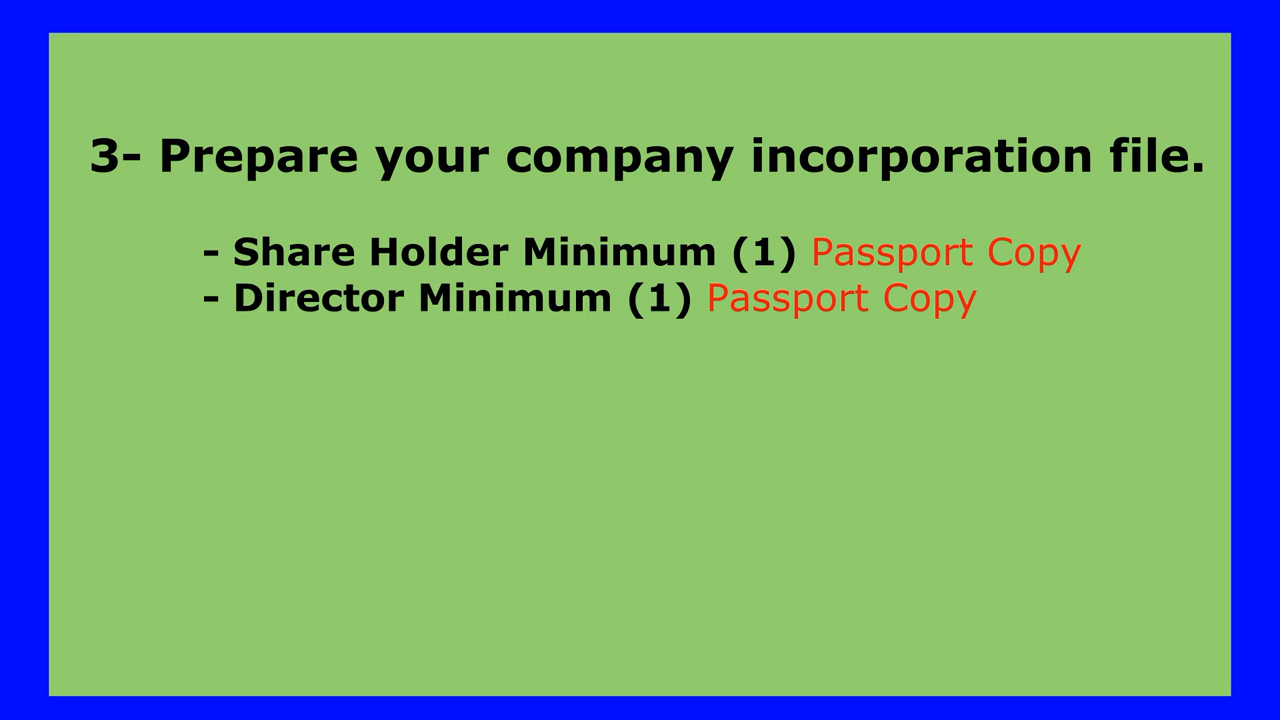 3- Prepare your company incorporation file.
- Share Holder Minimum (1) Passport Copy
- Director Minimum (1) Passport Copy